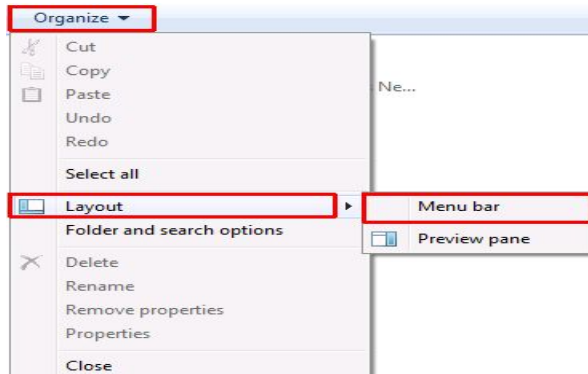 Organize
Cut
Copy
Paste
Ne...
Undo
Redo
Select all
Layout
Menu bar
Folder and search options
Preview pane
Delete
Rename
Remove properties
Properties
Close